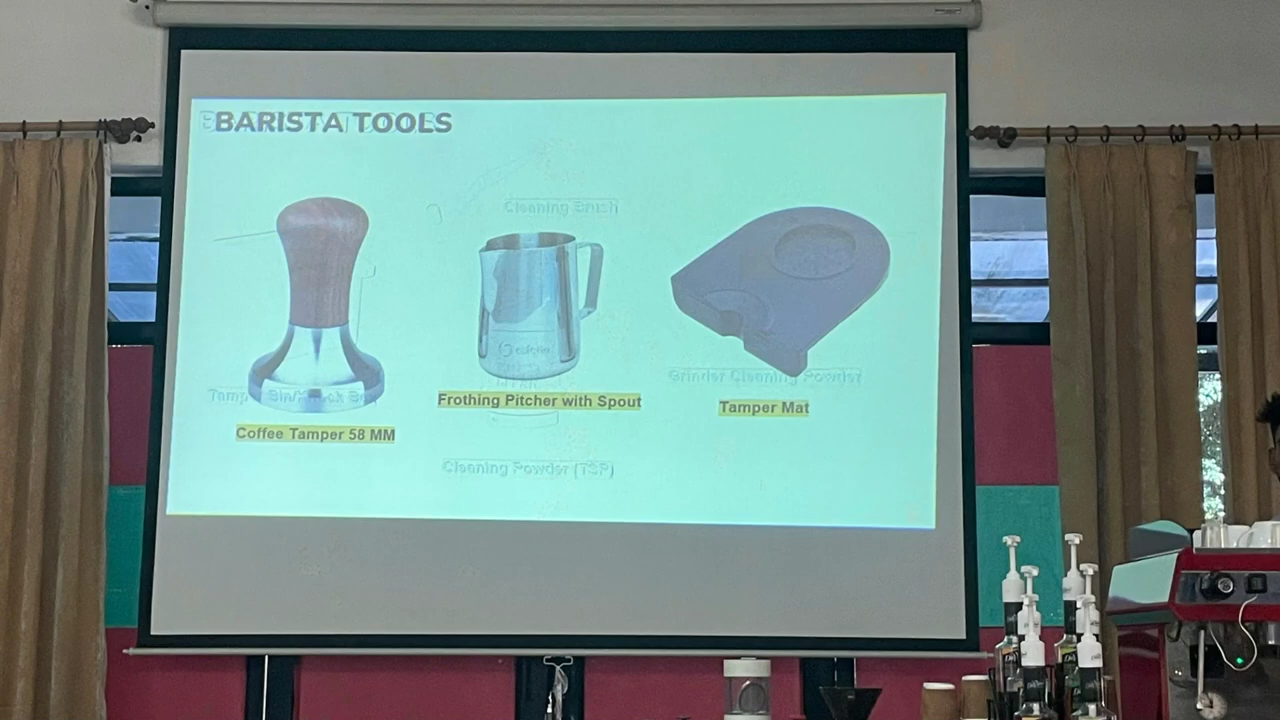 BARISTA TOOLS
Cleaning Brush
Grinder Cleaning Powder
Frothing Pitcher with Spout
Tamper Mat
Coffee Tamper 58 MM
Cleaning Powder (TSP)